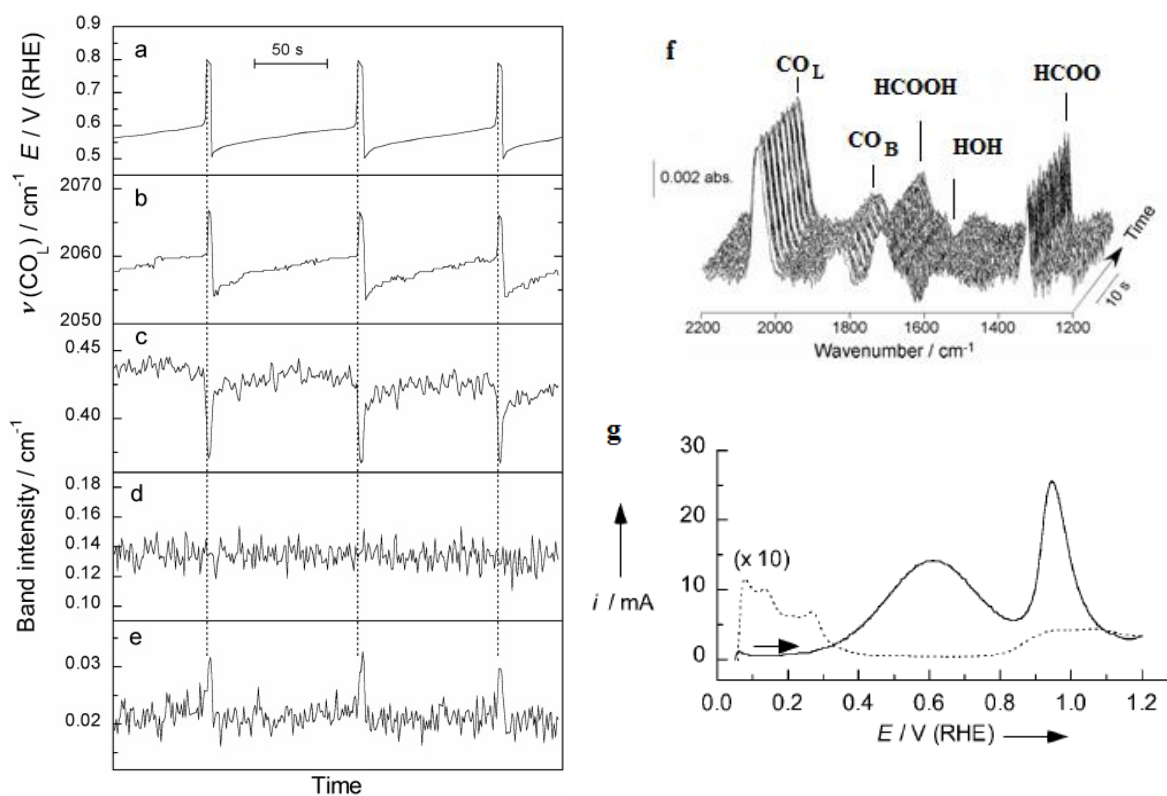 a
50 s
E / V (RHE)
0.9
0.8
0.7
0.6
0.5
b
ν (CO_L) / cm⁻¹
2070
2060
2050
c
0.45
0.40
Band intensity / cm⁻¹
d
0.18
0.16
0.14
0.12
0.10
e
0.03
0.02
Time
f
CO_L
HCOOH
HCOO
CO_B
HOH
0.002 abs.
Time
10 s
2200 2000 1800 1600 1400 1200
Wavenumber / cm⁻¹
g
30
20
10
0
i / mA
(x 10)
0.0 0.2 0.4 0.6 0.8 1.0 1.2
E / V (RHE)